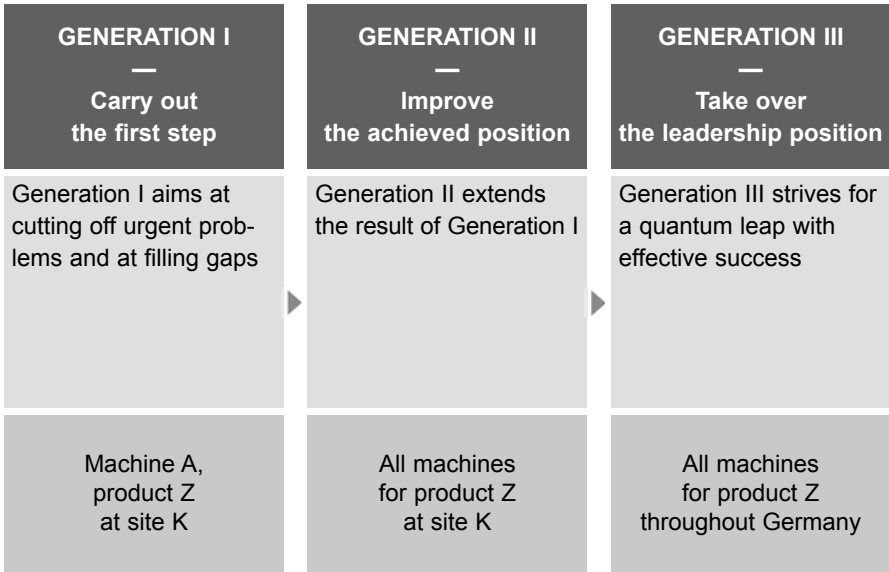 GENERATION I
—
Carry out
the first step
Generation I aims at
cutting off urgent prob-
lems and at filling gaps
Machine A,
product Z
at site K
GENERATION II
—
Improve
the achieved position
Generation II extends
the result of Generation I
All machines
for product Z
at site K
GENERATION III
—
Take over
the leadership position
Generation III strives for
a quantum leap with
effective success
All machines
for product Z
throughout Germany